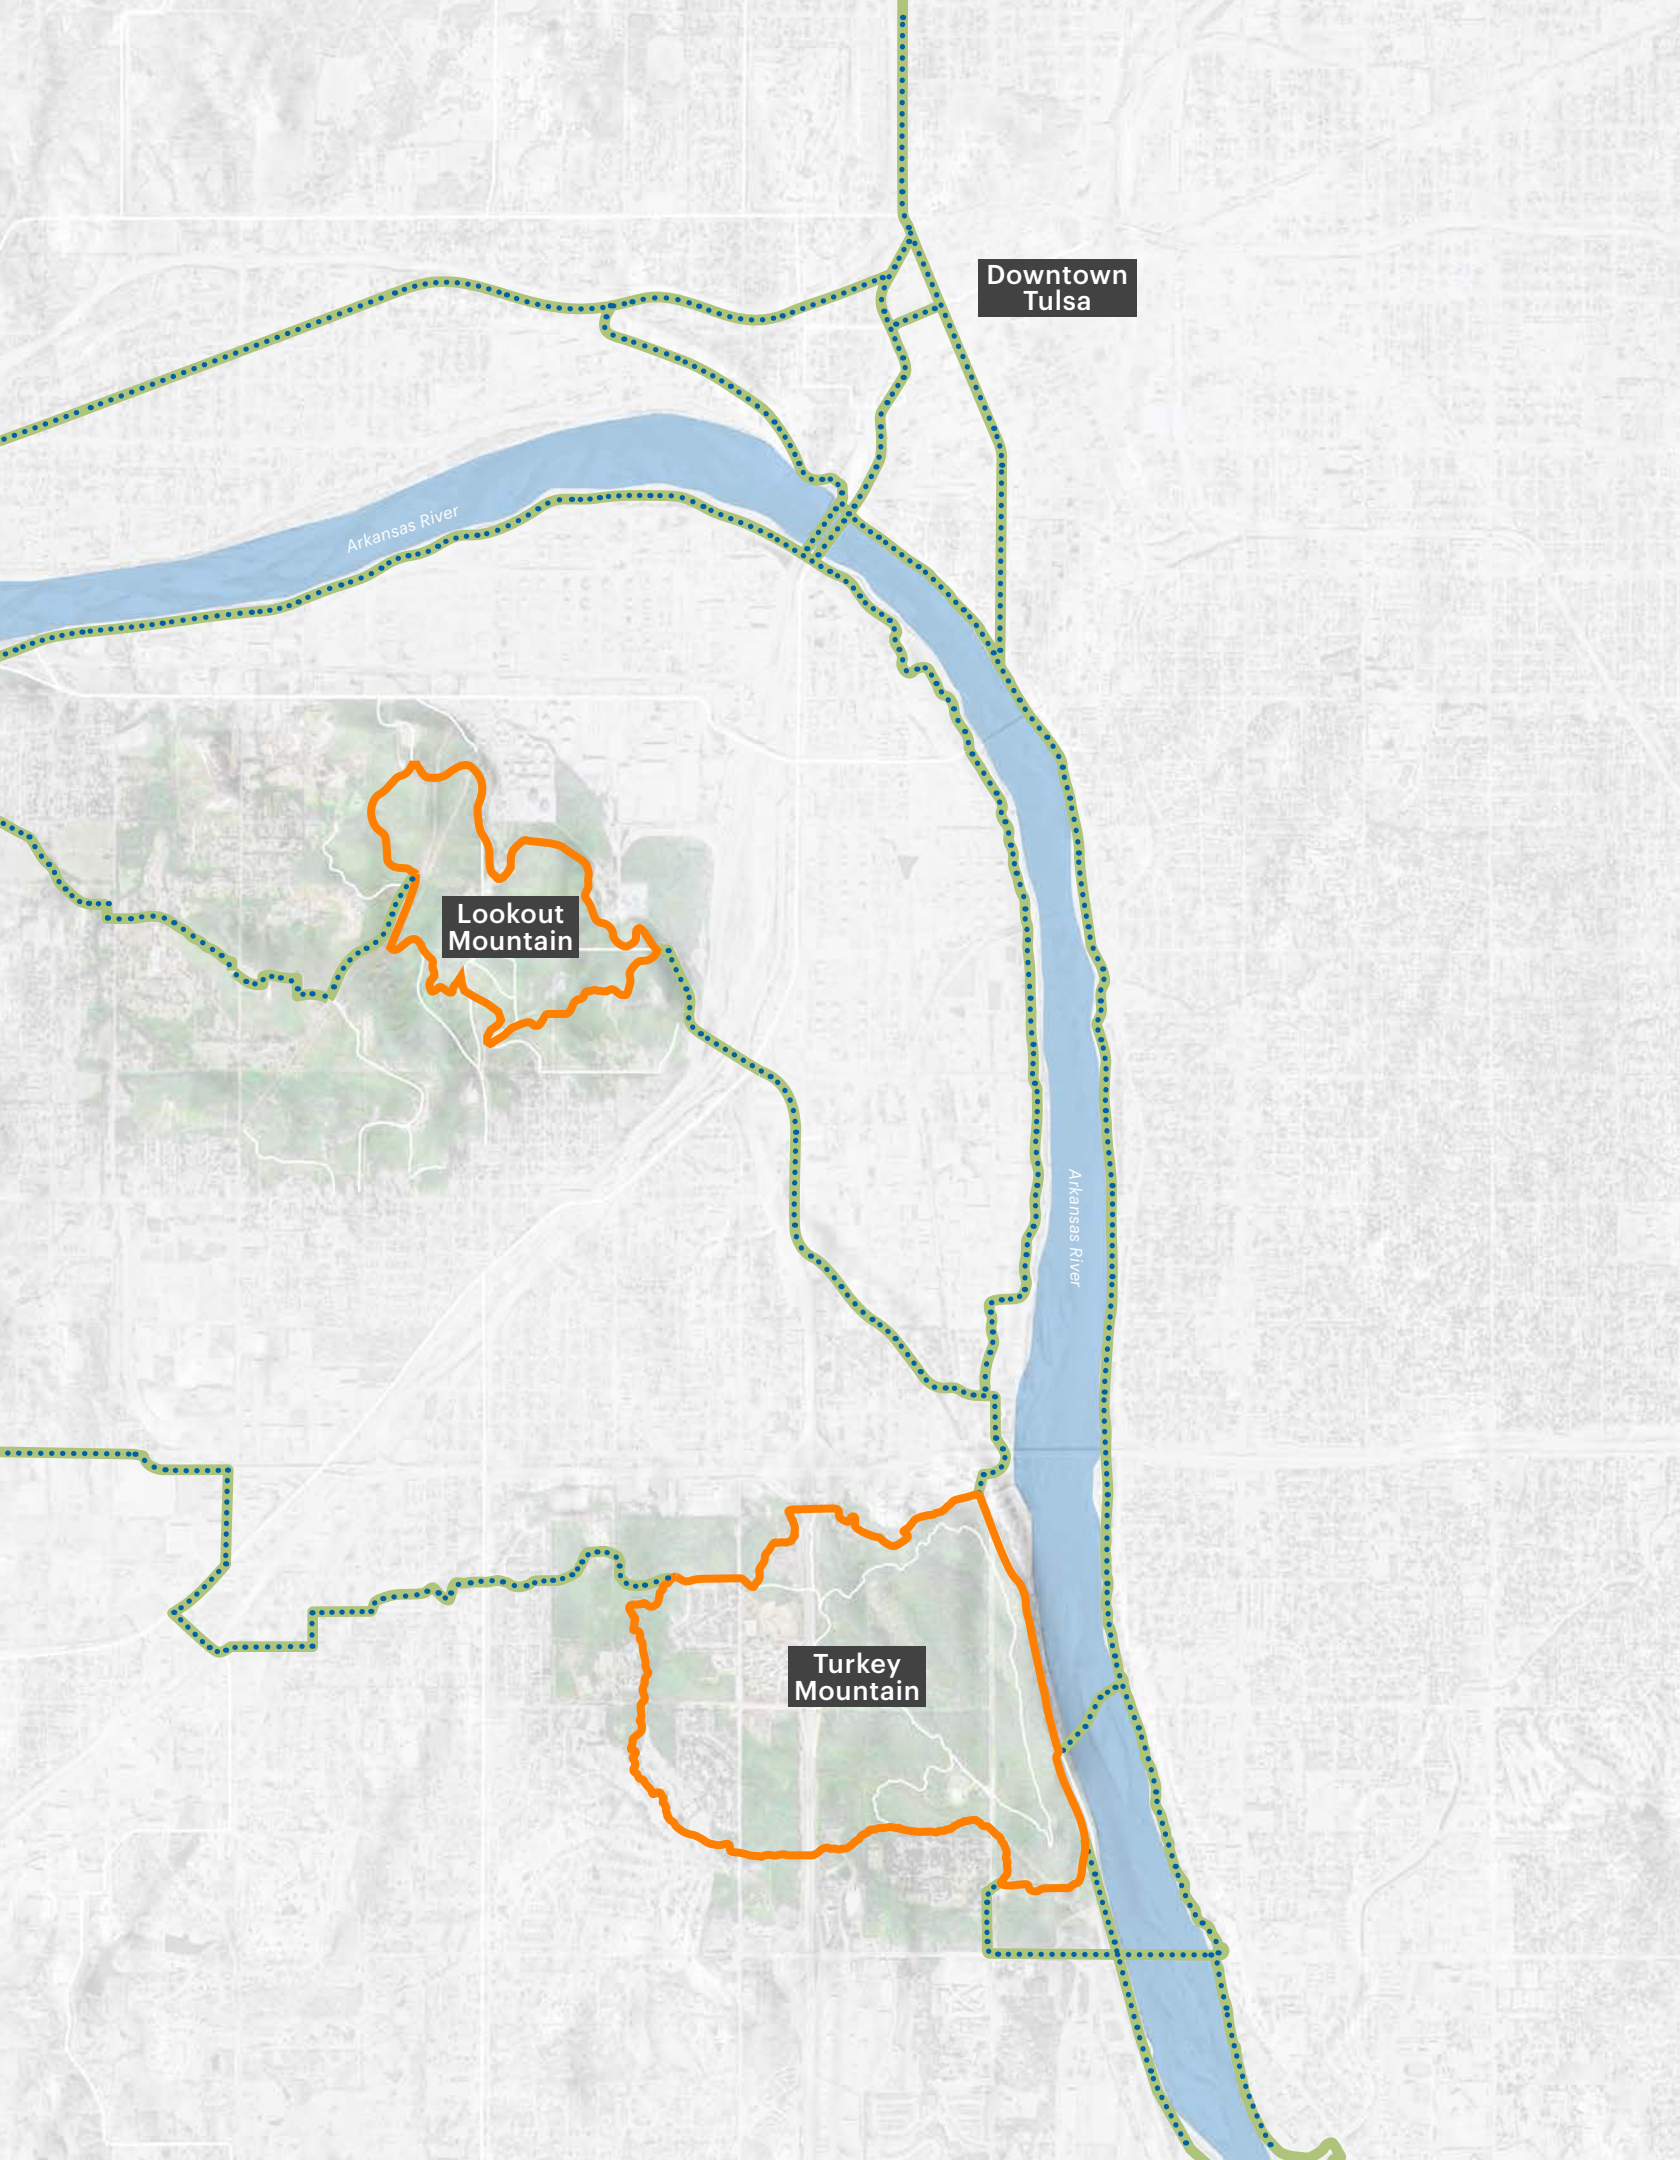 Downtown
Tulsa
Arkansas River
Lookout
Mountain
Arkansas River
Turkey
Mountain